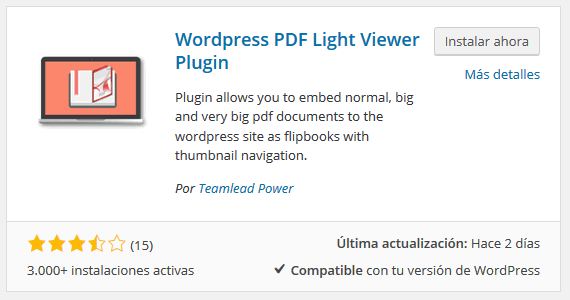 Wordpress PDF Light Viewer
Plugin
Instalar ahora
Más detalles
Plugin allows you to embed normal, big
and very big pdf documents to the
wordpress site as flipbooks with
thumbnail navigation.
Por Teamlead Power
(15)
Última actualización: Hace 2 días
3.000+ instalaciones activas
Compatible con tu versión de WordPress